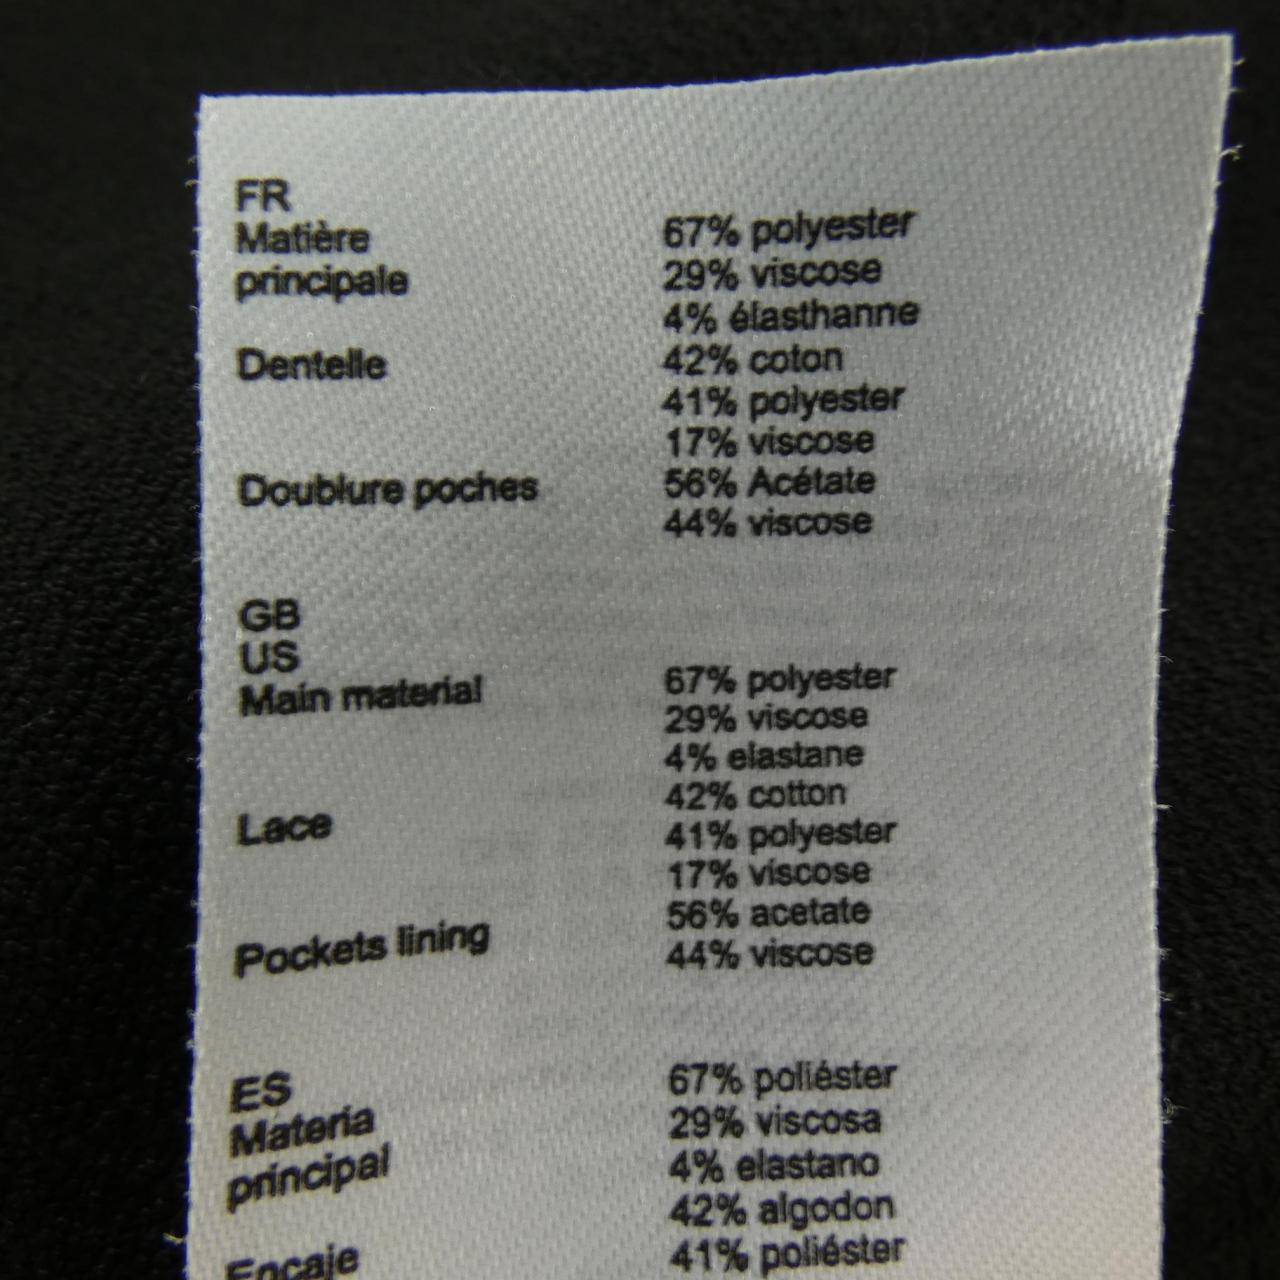 FR
Matière 67% polyester
principale 29% viscose
4% élasthanne
Dentelle 42% coton
41% polyester
17% viscose
Doublure poches 56% Acétate
44% viscose
GB
US
Main material 67% polyester
29% viscose
4% elastane
42% cotton
Lace 41% polyester
17% viscose
56% acetate
Pockets lining 44% viscose
ES 67% poliéster
Materia 29% viscosa
principal 4% elastano
42% algodon
Encaje 41% poliéster